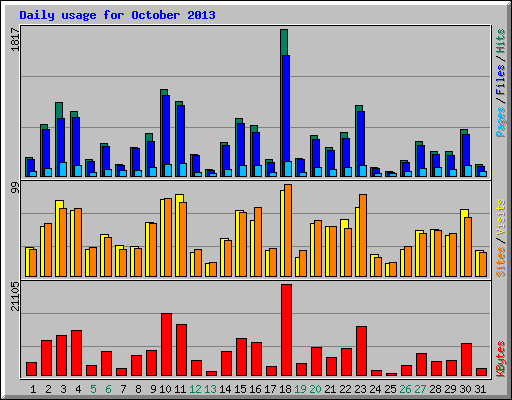 Daily usage for October 2013
1817
Pages / Files / Hits
99
Sites / Visits
21105
KBytes
1 2 3 4 5 6 7 8 9 10 11 12 13 14 15 16 17 18 19 20 21 22 23 24 25 26 27 28 29 30 31